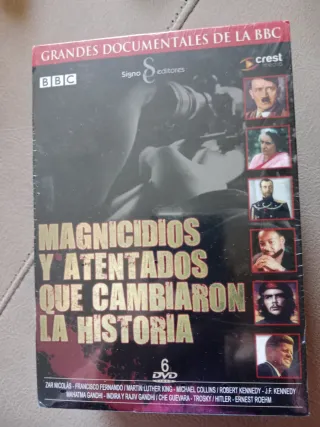 GRANDES DOCUMENTALES DE LA BBC
BBC
Signo editores
crest
MAGNICIDIOS
Y ATENTADOS
QUE CAMBIARON
LA HISTORIA
6
DVD
ZAR NICOLÁS - FRANCISCO FERNANDO / MARTIN LUTHER KING - MICHAEL COLLINS / ROBERT KENNEDY - J.F. KENNEDY
MAHATMA GANDHI - INDIRA Y RAJIV GANDHI / CHE GUEVARA - TROSKY / HITLER - ERNEST ROEHM